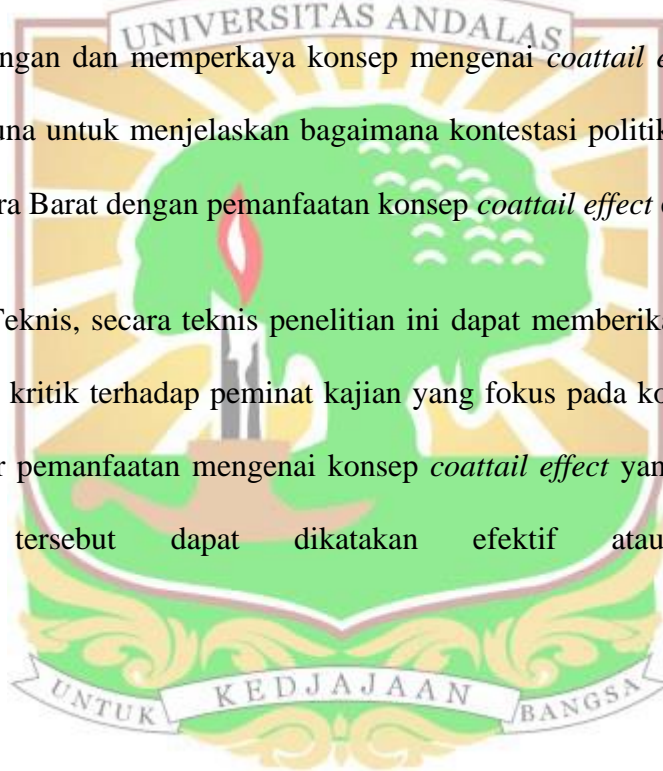 UNIVERSITAS ANDALAS
ngan dan memperkaya konsep mengenai coattail e
una untuk menjelaskan bagaimana kontestasi politik
ra Barat dengan pemanfaatan konsep coattail effect
Teknis, secara teknis penelitian ini dapat memberika
kritik terhadap peminat kajian yang fokus pada ko
r pemanfaatan mengenai konsep coattail effect yan
tersebut dapat dikatakan efektif atau
UNTUK KEDJAJAAN BANGSA